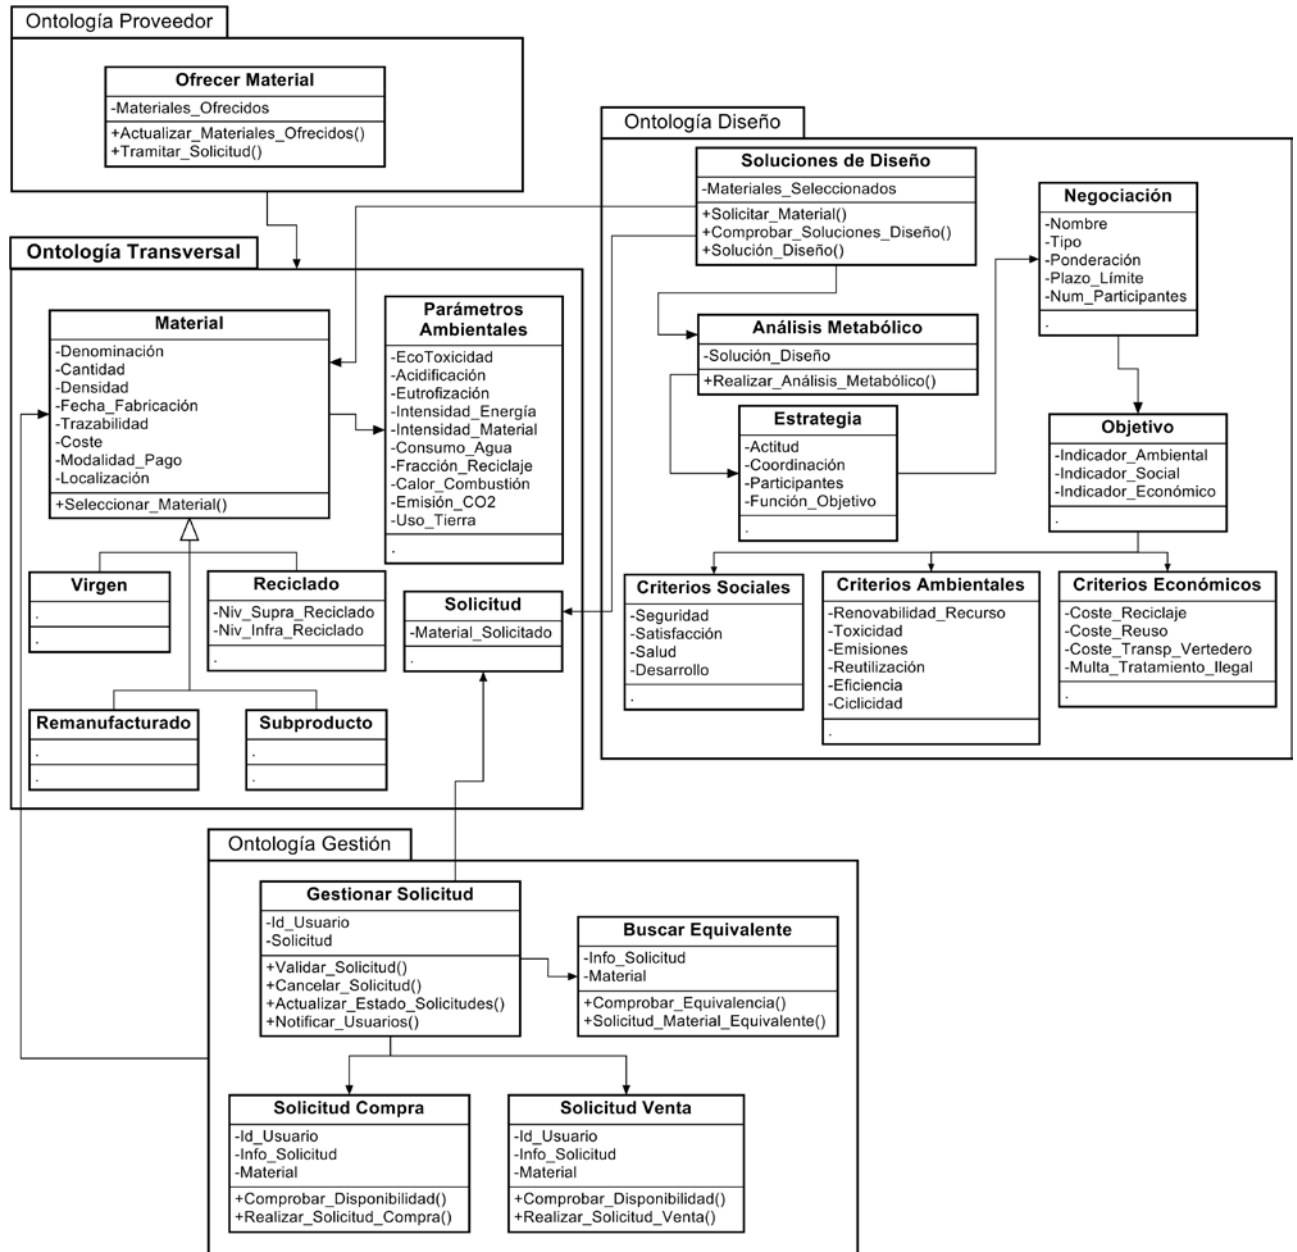 Ontología Proveedor
Ofrecer Material
-Materiales_Ofrecidos
+Actualizar_Materiales_Ofrecidos()
+Tramitar_Solicitud()
Ontología Diseño
Soluciones de Diseño
-Materiales_Seleccionados
+Solicitar_Material()
+Comprobar_Soluciones_Diseño()
+Solución_Diseño()
Negociación
-Nombre
-Tipo
-Ponderación
-Plazo_Límite
-Num_Participantes
.
Análisis Metabólico
-Solución_Diseño
+Realizar_Análisis_Metabólico()
Estrategia
-Actitud
-Coordinación
-Participantes
-Función_Objetivo
.
Objetivo
-Indicador_Ambiental
-Indicador_Social
-Indicador_Económico
.
Criterios Sociales
-Seguridad
-Satisfacción
-Salud
-Desarrollo
.
Criterios Ambientales
-Renovabilidad_Recurso
-Toxicidad
-Emisiones
-Reutilización
-Eficiencia
-Ciclicidad
.
Criterios Económicos
-Coste_Reciclaje
-Coste_Reuso
-Coste_Transp_Vertedero
-Multa_Tratamiento_Ilegal
.
Ontología Transversal
Material
-Denominación
-Cantidad
-Densidad
-Fecha_Fabricación
-Trazabilidad
-Coste
-Modalidad_Pago
-Localización
+Seleccionar_Material()
Parámetros
Ambientales
-EcoToxicidad
-Acidificación
-Eutrofización
-Intensidad_Energía
-Intensidad_Material
-Consumo_Agua
-Fracción_Reciclaje
-Calor_Combustión
-Emisión_CO2
-Uso_Tierra
.
Virgen
.
.
Reciclado
-Niv_Supra_Reciclado
-Niv_Infra_Reciclado
.
Solicitud
-Material_Solicitado
.
Remanufacturado
.
.
Subproducto
.
.
Ontología Gestión
Gestionar Solicitud
-Id_Usuario
-Solicitud
+Validar_Solicitud()
+Cancelar_Solicitud()
+Actualizar_Estado_Solicitudes()
+Notificar_Usuarios()
Buscar Equivalente
-Info_Solicitud
-Material
+Comprobar_Equivalencia()
+Solicitud_Material_Equivalente()
Solicitud Compra
-Id_Usuario
-Info_Solicitud
-Material
+Comprobar_Disponibilidad()
+Realizar_Solicitud_Compra()
Solicitud Venta
-Id_Usuario
-Info_Solicitud
-Material
+Comprobar_Disponibilidad()
+Realizar_Solicitud_Venta()